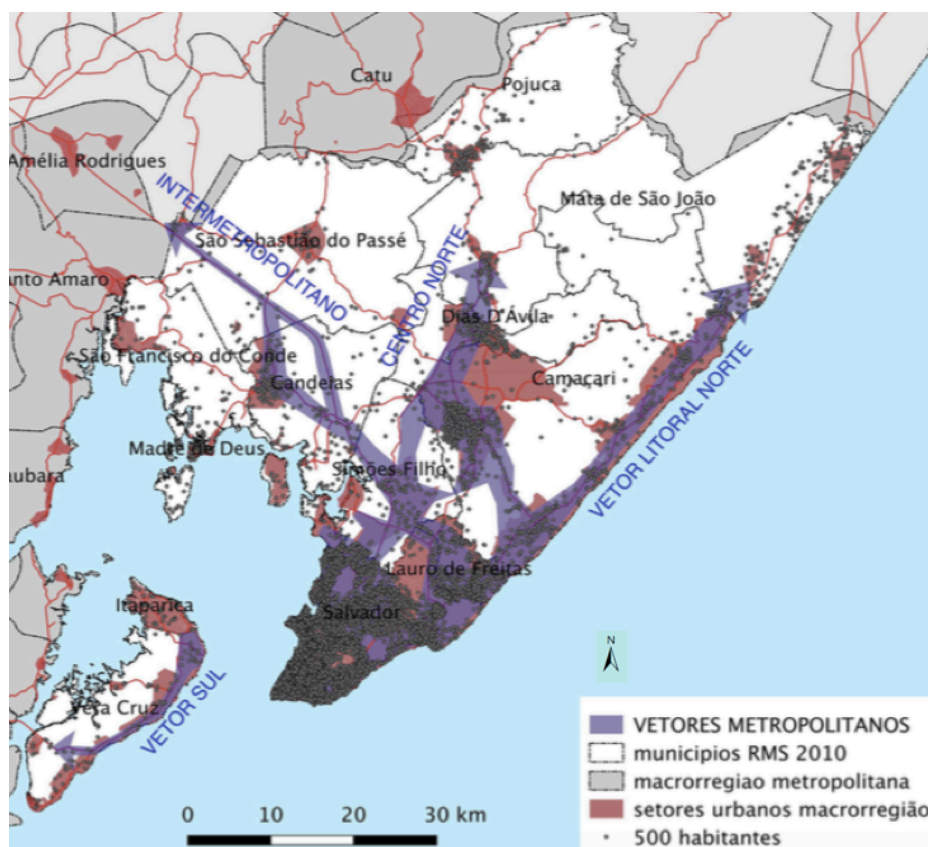 Catu
Pojuca
Amélia Rodrigues
INTERMETROPOLITANO
Mata de São João
São Sebastião do Passé
CENTRO NORTE
anto Amaro
Dias D'Ávila
São Francisco do Conde
Candeias
Camaçari
VETOR LITORAL NORTE
Madre de Deus
Simões Filho
aubara
Lauro de Freitas
Itaparica
Salvador
N
Vera Cruz
VETOR SUL
VETORES METROPOLITANOS
municipios RMS 2010
macrorregiao metropolitana
setores urbanos macrorregião
500 habitantes
0 10 20 30 km